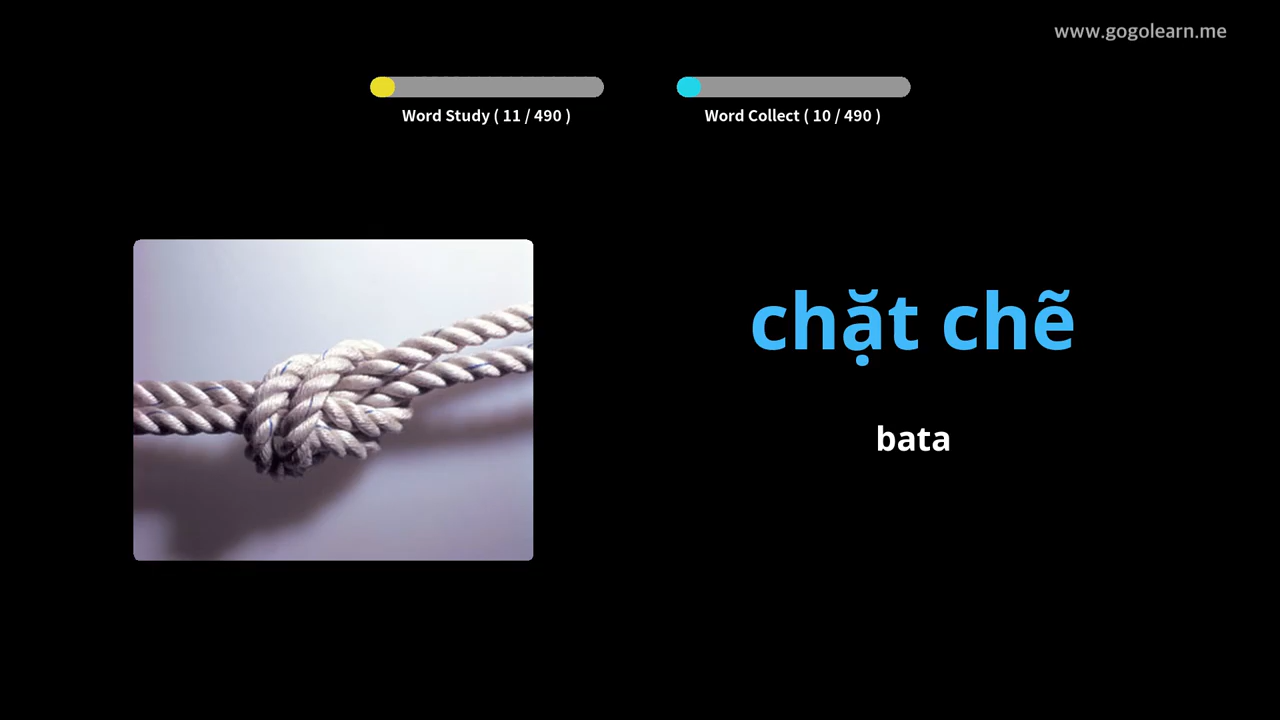 www.gogolearn.me
Word Study ( 11 / 490 )
Word Collect ( 10 / 490 )
chặt chẽ
bata